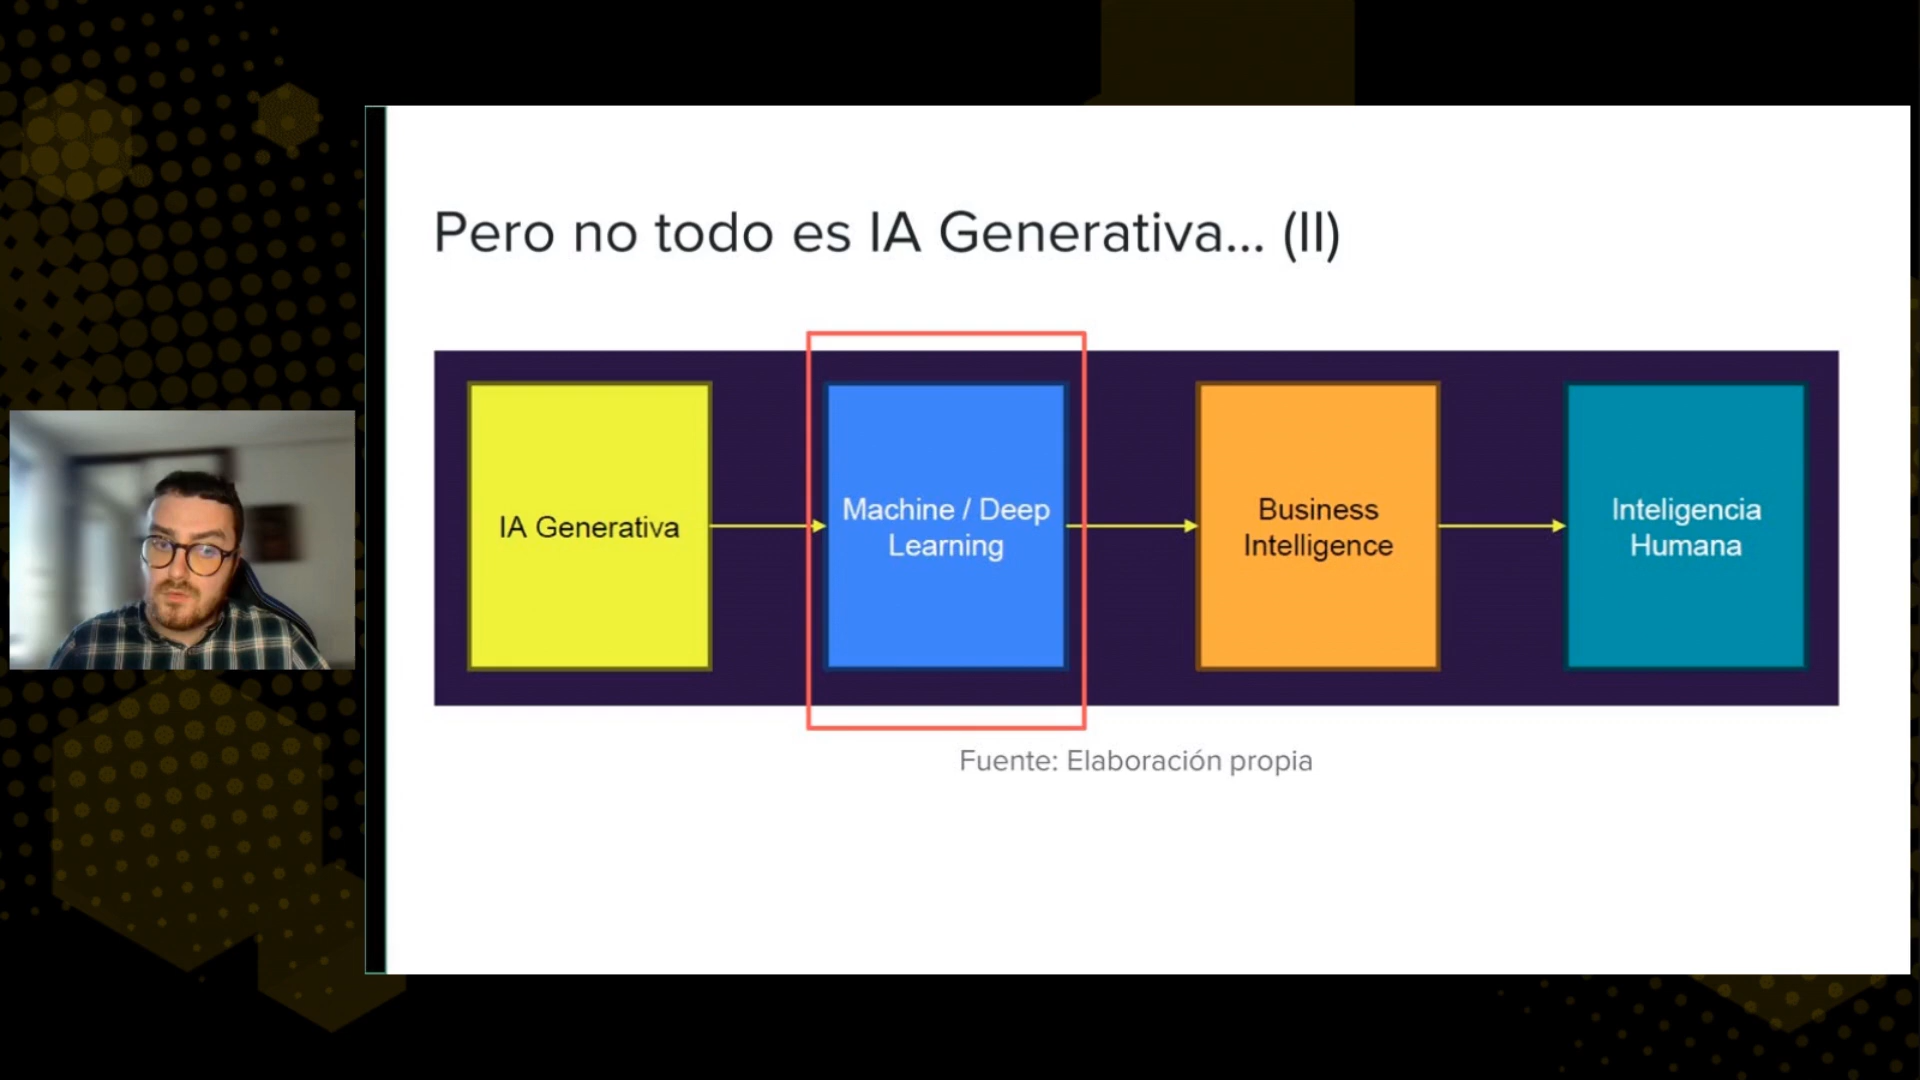 Pero no todo es IA Generativa... (II)
IA Generativa
Machine / Deep
Learning
Business
Intelligence
Inteligencia
Humana
Fuente: Elaboración propia